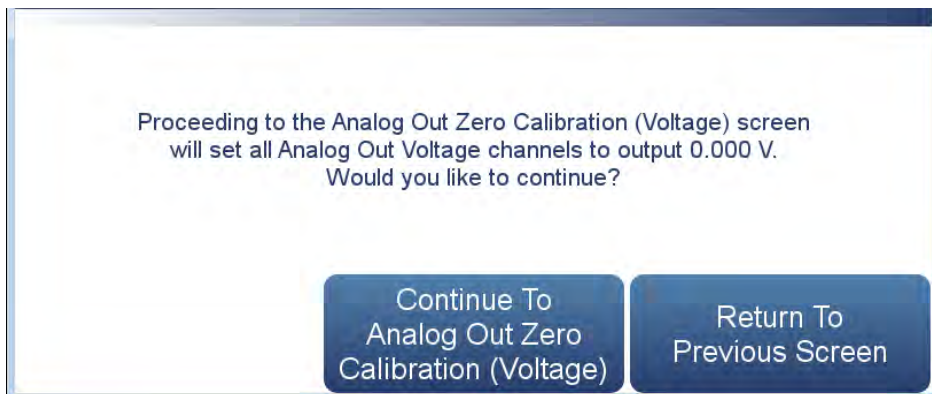 Proceeding to the Analog Out Zero Calibration (Voltage) screen
will set all Analog Out Voltage channels to output 0.000 V.
Would you like to continue?
Continue To
Analog Out Zero
Calibration (Voltage)
Return To
Previous Screen